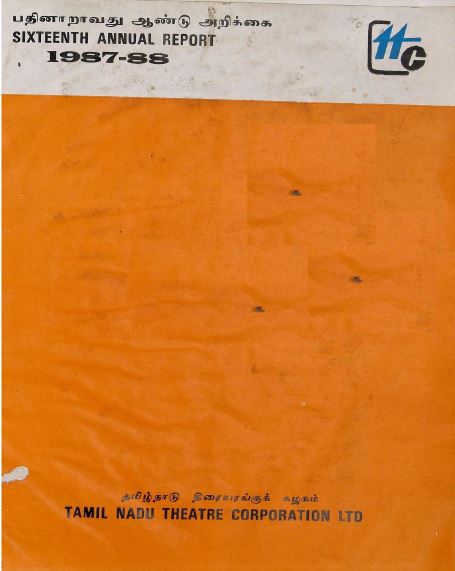 பதினாறாவது ஆண்டு அறிக்கை
SIXTEENTH ANNUAL REPORT
1987-88
ttc
தமிழ்நாடு திரையரங்குக் கழகம்
TAMIL NADU THEATRE CORPORATION LTD